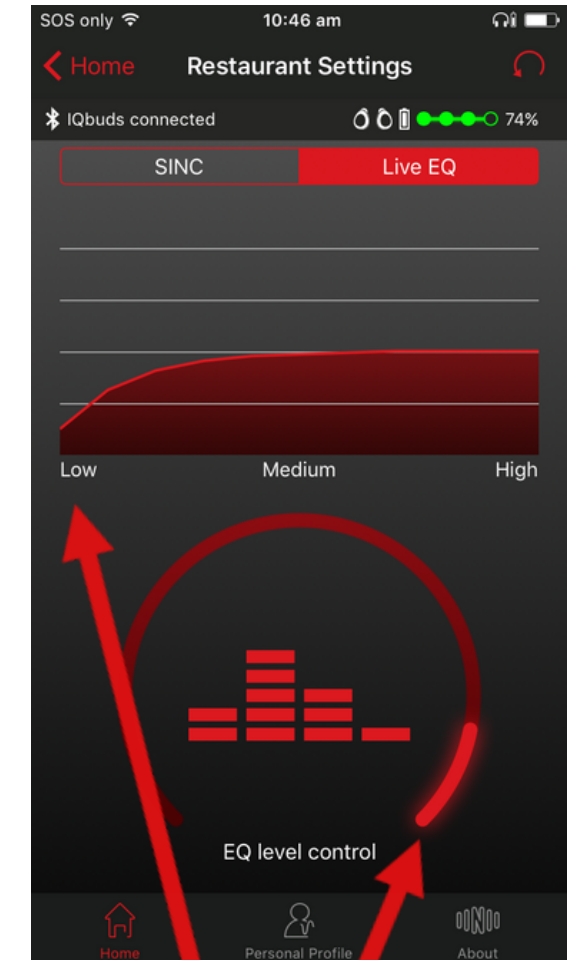 SOS only 10:46 am
Home Restaurant Settings
IQbuds connected 74%
SINC Live EQ
Low Medium High
EQ level control
Home Personal Profile About